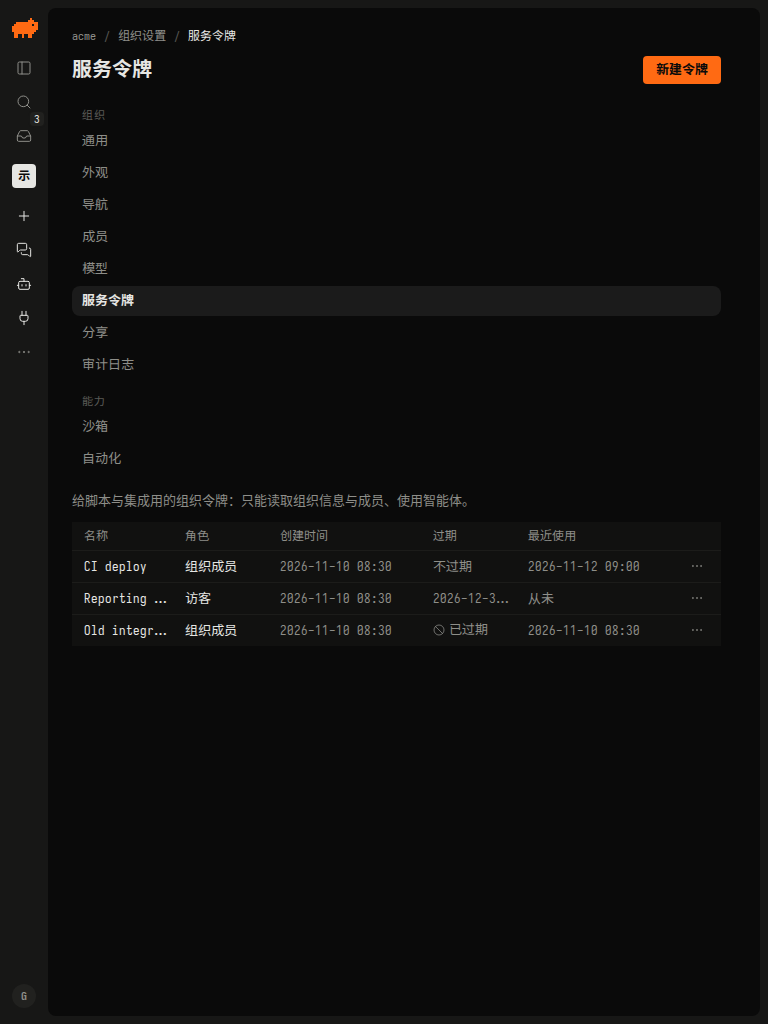 acme / 组织设置 / 服务令牌
服务令牌
新建令牌
3
示
组织
通用
外观
导航
成员
模型
服务令牌
分享
审计日志
能力
沙箱
自动化
给脚本与集成用的组织令牌：只能读取组织信息与成员、使用智能体。
名称 角色 创建时间 过期 最近使用
CI deploy 组织成员 2026-11-10 08:30 不过期 2026-11-12 09:00 ···
Reporting ... 访客 2026-11-10 08:30 2026-12-3... 从未 ···
Old integr... 组织成员 2026-11-10 08:30 已过期 2026-11-10 08:30 ···
G